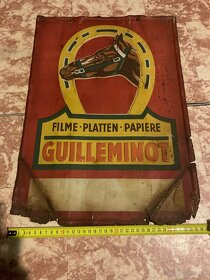 FILME · PLATTEN · PAPIERE
GUILLEMINOT